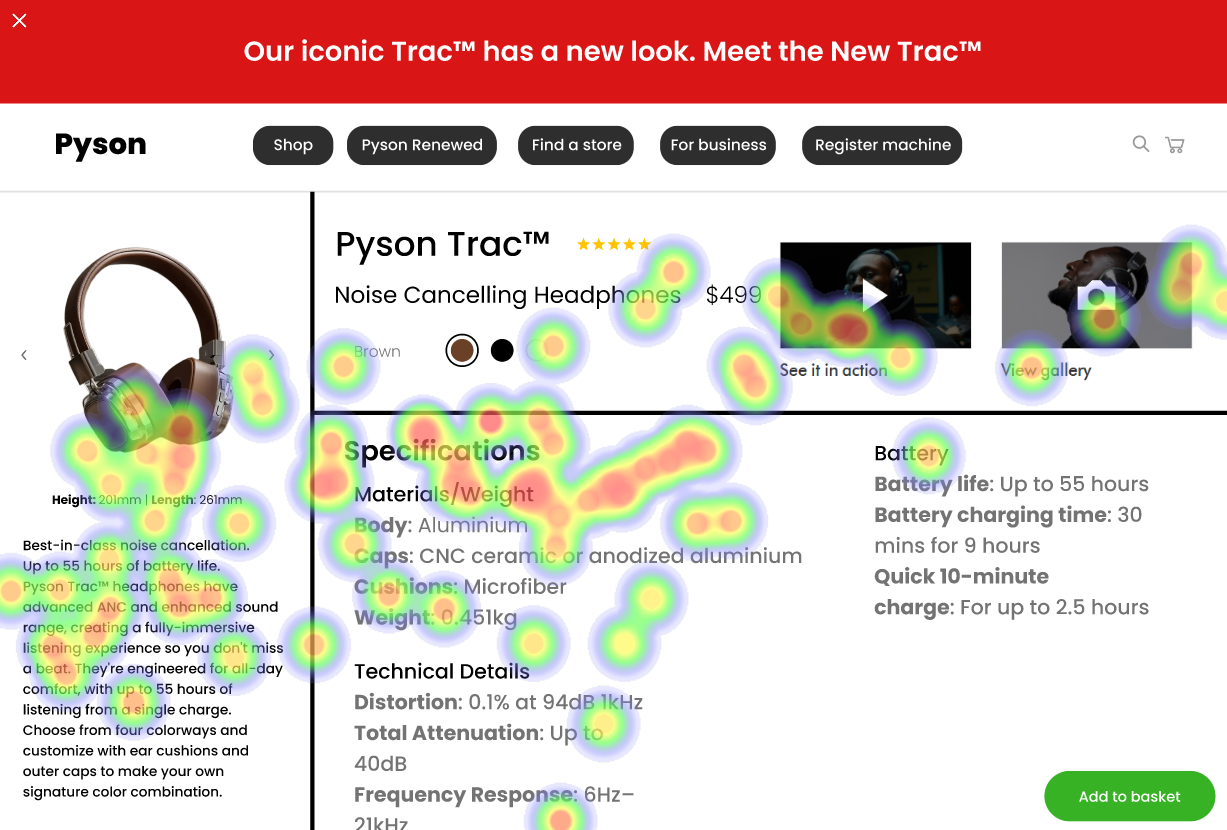 Our iconic Trac™ has a new look. Meet the New Trac™
Pyson
Shop
Pyson Renewed
Find a store
For business
Register machine
Pyson Trac™
Noise Cancelling Headphones
$499
Brown
See it in action
View gallery
Height: 201mm | Length: 261mm
Best-in-class noise cancellation.
Up to 55 hours of battery life.
Pyson Trac™ headphones have
advanced ANC and enhanced sound
range, creating a fully-immersive
listening experience so you don't miss
a beat. They're engineered for all-day
comfort, with up to 55 hours of
listening from a single charge.
Choose from four colorways and
customize with ear cushions and
outer caps to make your own
signature color combination.
Specifications
Materials/Weight
Body: Aluminium
Caps: CNC ceramic or anodized aluminium
Cushions: Microfiber
Weight: 0.451kg
Technical Details
Distortion: 0.1% at 94dB 1kHz
Total Attenuation: Up to
40dB
Frequency Response: 6Hz–
21kHz
Battery
Battery life: Up to 55 hours
Battery charging time: 30
mins for 9 hours
Quick 10-minute
charge: For up to 2.5 hours
Add to basket